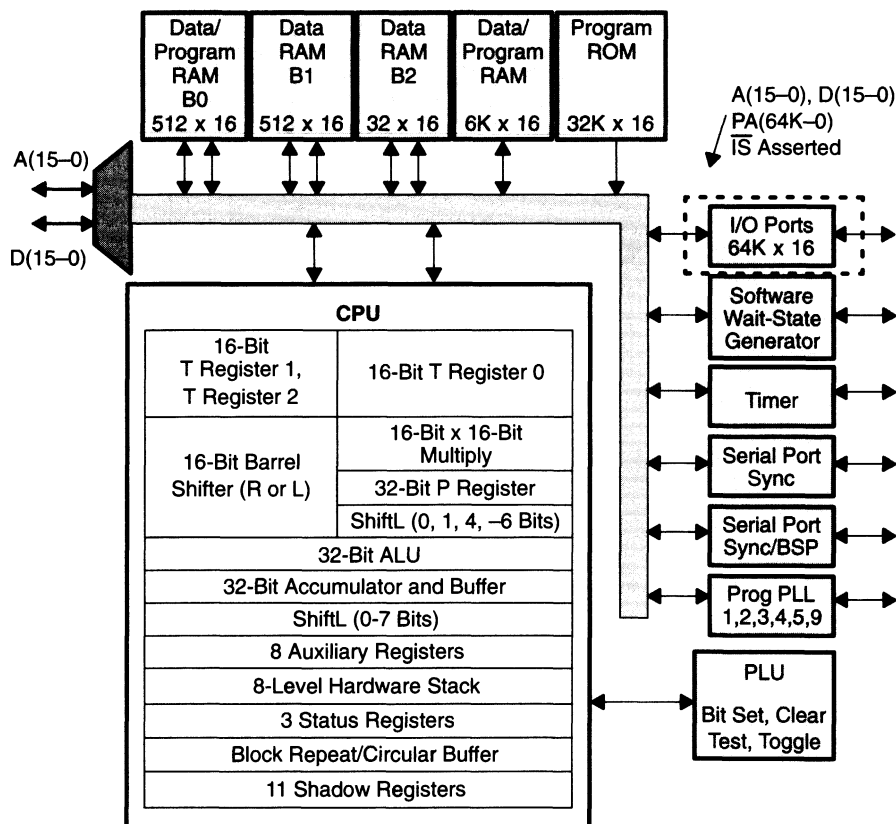 Data/
Program
RAM
B0
512 x 16
Data
RAM
B1
512 x 16
Data
RAM
B2
32 x 16
Data/
Program
RAM
6K x 16
Program
ROM
32K x 16
A(15–0), D(15–0)
PA(64K–0)
IS Asserted
A(15–0)
D(15–0)
I/O Ports
64K x 16
Software
Wait-State
Generator
Timer
Serial Port
Sync
Serial Port
Sync/BSP
Prog PLL
1,2,3,4,5,9
PLU
Bit Set, Clear
Test, Toggle
CPU
16-Bit
T Register 1,
T Register 2
16-Bit T Register 0
16-Bit Barrel
Shifter (R or L)
16-Bit x 16-Bit
Multiply
32-Bit P Register
ShiftL (0, 1, 4, –6 Bits)
32-Bit ALU
32-Bit Accumulator and Buffer
ShiftL (0-7 Bits)
8 Auxiliary Registers
8-Level Hardware Stack
3 Status Registers
Block Repeat/Circular Buffer
11 Shadow Registers